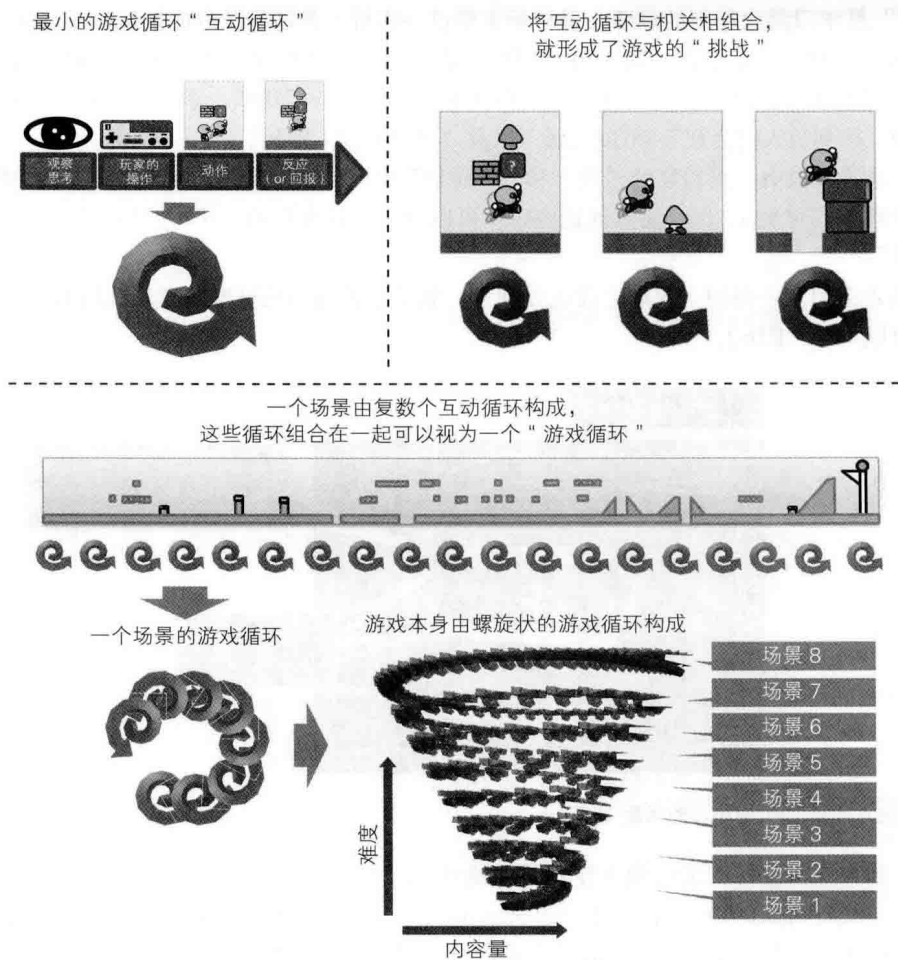 最小的游戏循环“互动循环”
观察
思考
玩家的
操作
动作
反应
(or 回报)
将互动循环与机关相组合，
就形成了游戏的“挑战”
?
一个场景由复数个互动循环构成，
这些循环组合在一起可以视为一个“游戏循环”
一个场景的游戏循环
游戏本身由螺旋状的游戏循环构成
场景 8
场景 7
场景 6
场景 5
场景 4
场景 3
场景 2
场景 1
难度
内容量